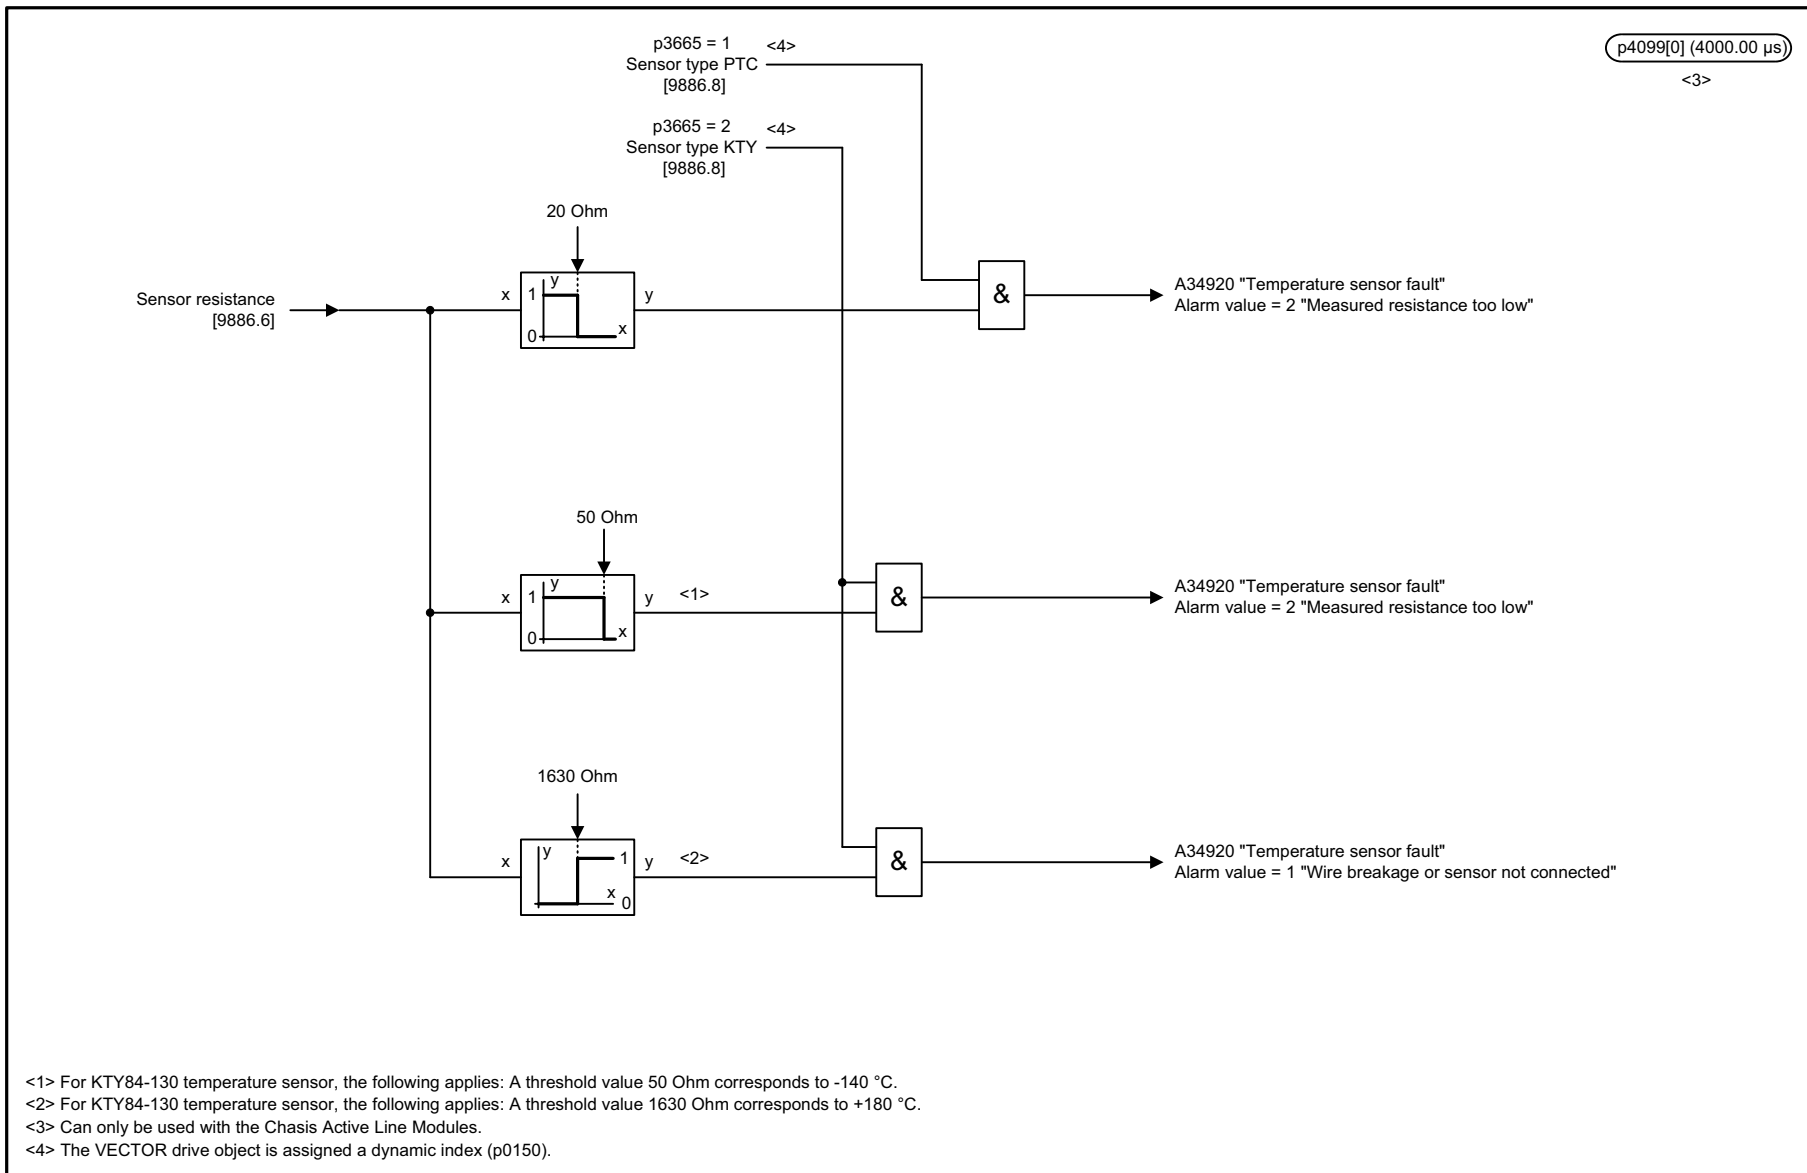 p3665 = 1 <4>
Sensor type PTC
[9886.8]
p4099[0] (4000.00 µs)
<3>
p3665 = 2 <4>
Sensor type KTY
[9886.8]
20 Ohm
Sensor resistance
[9886.6]
x
y
1
0
x
y
&
A34920 "Temperature sensor fault"
Alarm value = 2 "Measured resistance too low"
50 Ohm
x
y
1
0
x
y <1>
&
A34920 "Temperature sensor fault"
Alarm value = 2 "Measured resistance too low"
1630 Ohm
x
y
1
x
0
y <2>
&
A34920 "Temperature sensor fault"
Alarm value = 1 "Wire breakage or sensor not connected"
<1> For KTY84-130 temperature sensor, the following applies: A threshold value 50 Ohm corresponds to -140 °C.
<2> For KTY84-130 temperature sensor, the following applies: A threshold value 1630 Ohm corresponds to +180 °C.
<3> Can only be used with the Chasis Active Line Modules.
<4> The VECTOR drive object is assigned a dynamic index (p0150).